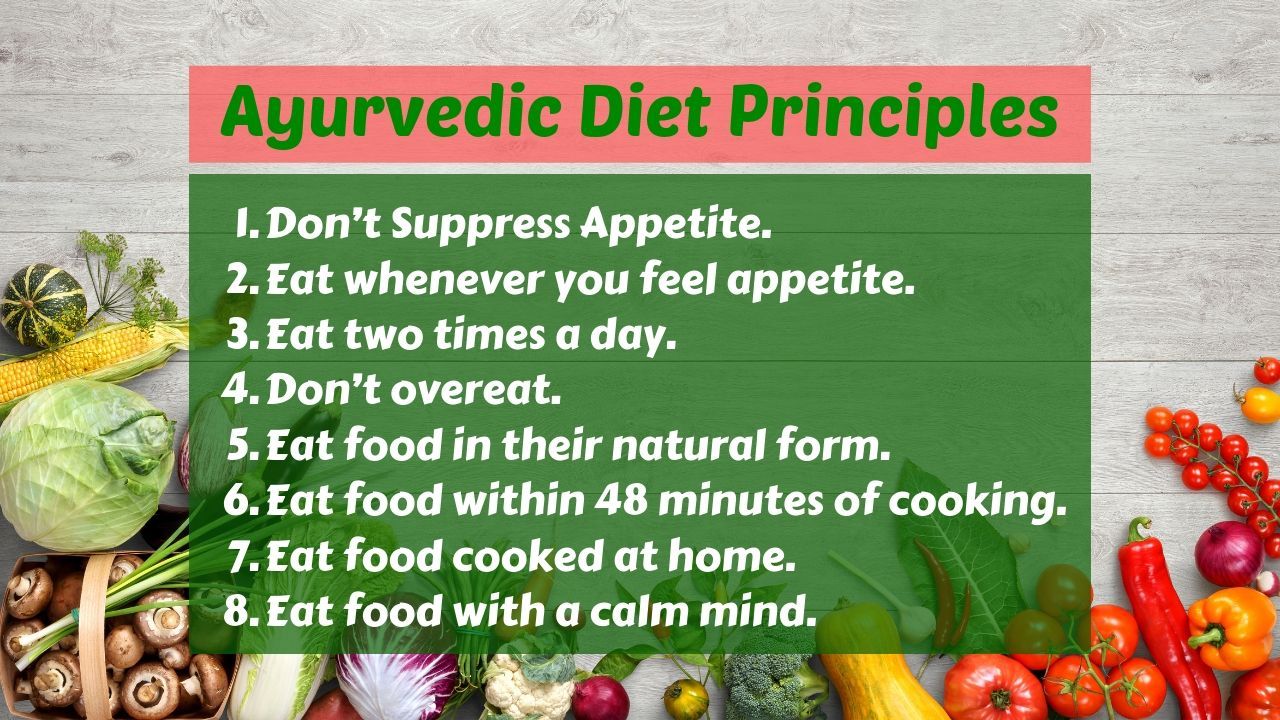 Ayurvedic Diet Principles
1. Don't Suppress Appetite.
2. Eat whenever you feel appetite.
3. Eat two times a day.
4. Don't overeat.
5. Eat food in their natural form.
6. Eat food within 48 minutes of cooking.
7. Eat food cooked at home.
8. Eat food with a calm mind.